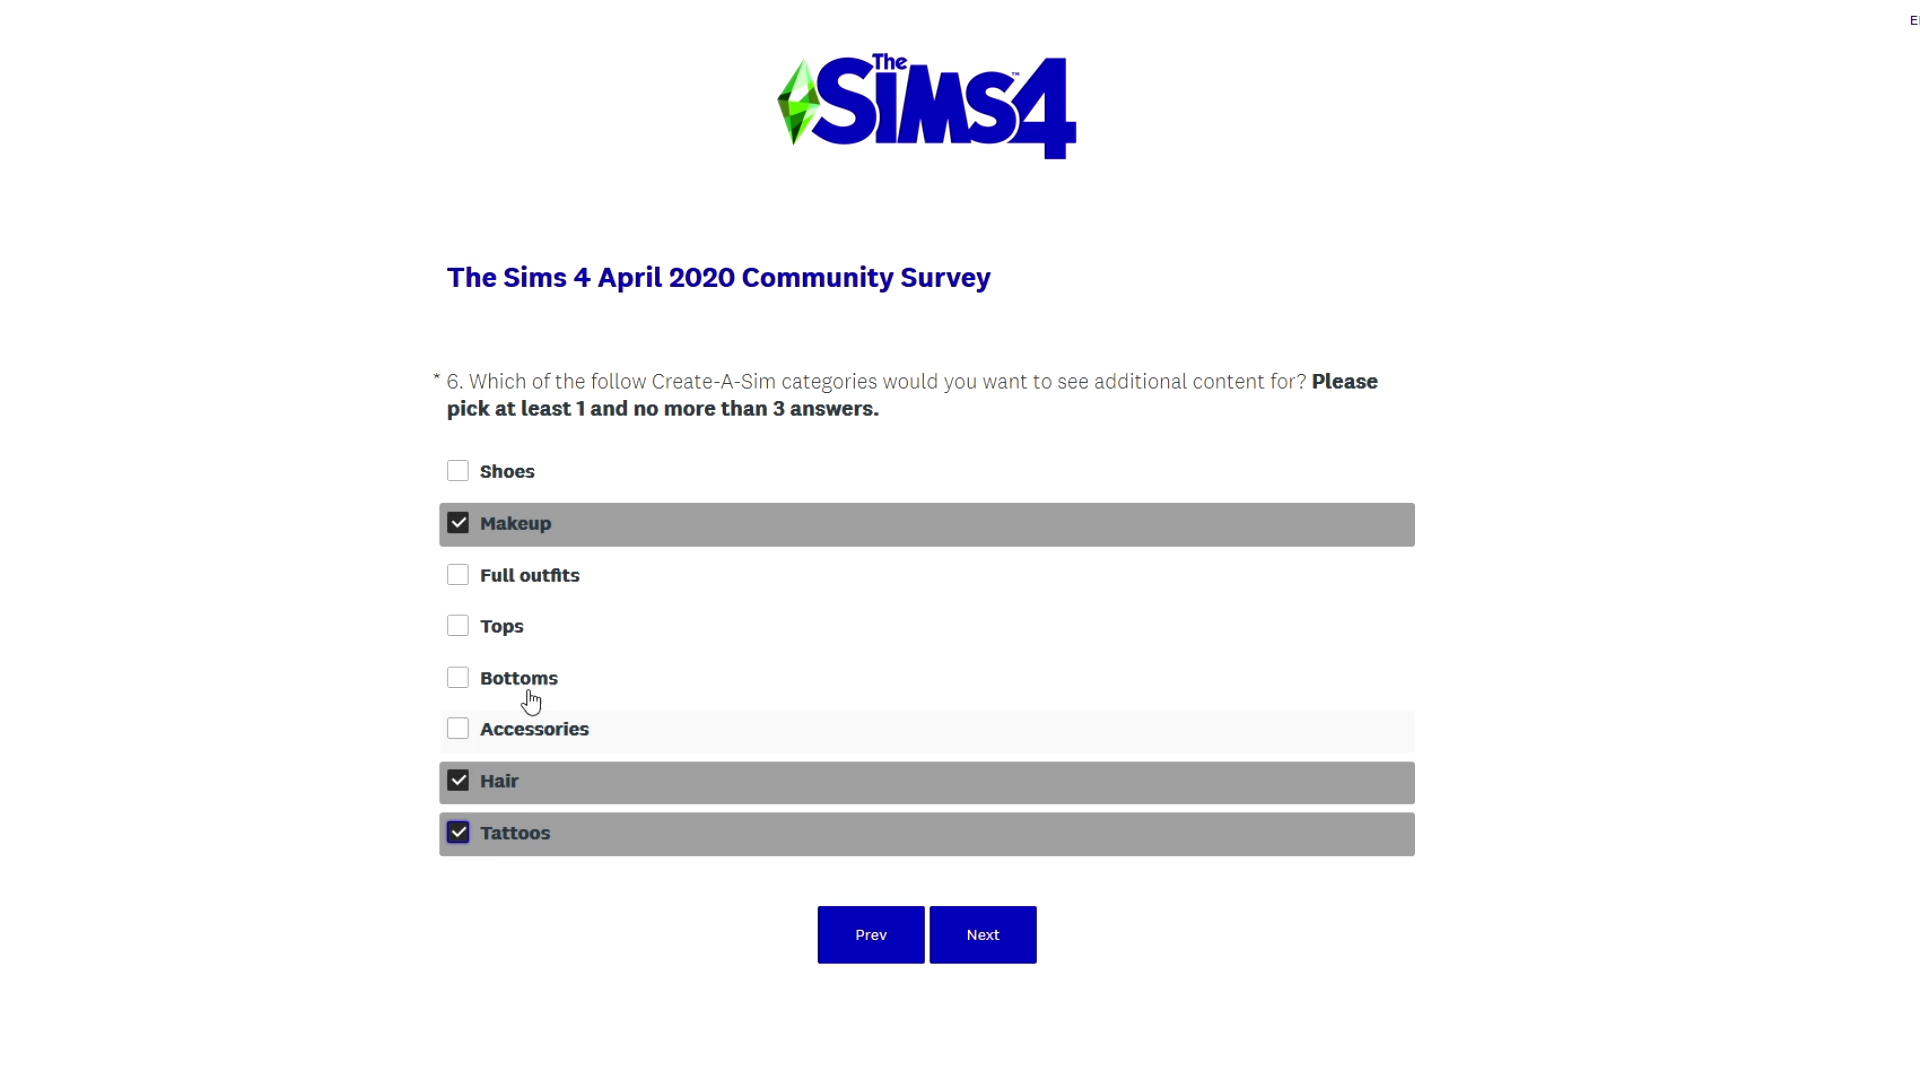 E
The Sims 4 ™
The Sims 4 April 2020 Community Survey
* 6. Which of the follow Create-A-Sim categories would you want to see additional content for? Please
pick at least 1 and no more than 3 answers.
Shoes
Makeup
Full outfits
Tops
Bottoms
Accessories
Hair
Tattoos
Prev Next